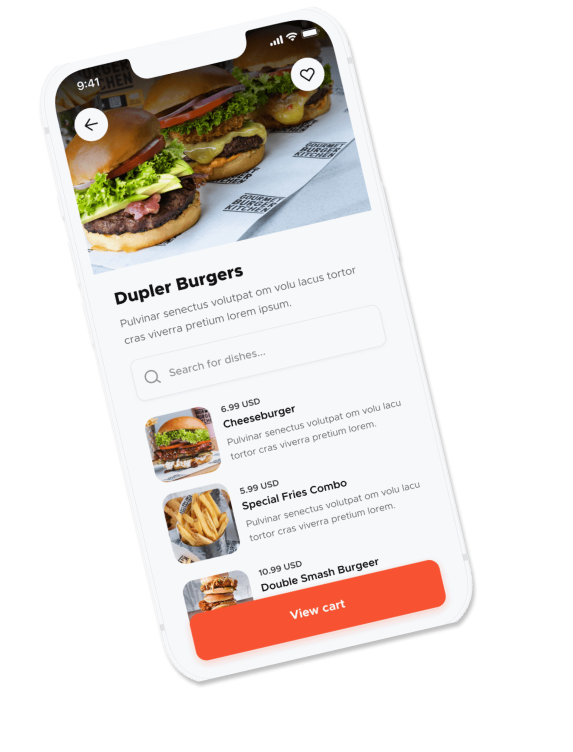 9:41
GOURMET
BURGER
KITCHEN
GOURMET
BURGER
KITCHEN
Dupler Burgers
Pulvinar senectus volutpat om volu lacus tortor
cras viverra pretium lorem ipsum.
Search for dishes...
6.99 USD
Cheeseburger
Pulvinar senectus volutpat om volu lacu
tortor cras viverra pretium lorem.
5.99 USD
Special Fries Combo
Pulvinar senectus volutpat om volu lacu
tortor cras viverra pretium lorem.
10.99 USD
Double Smash Burgeer
View cart